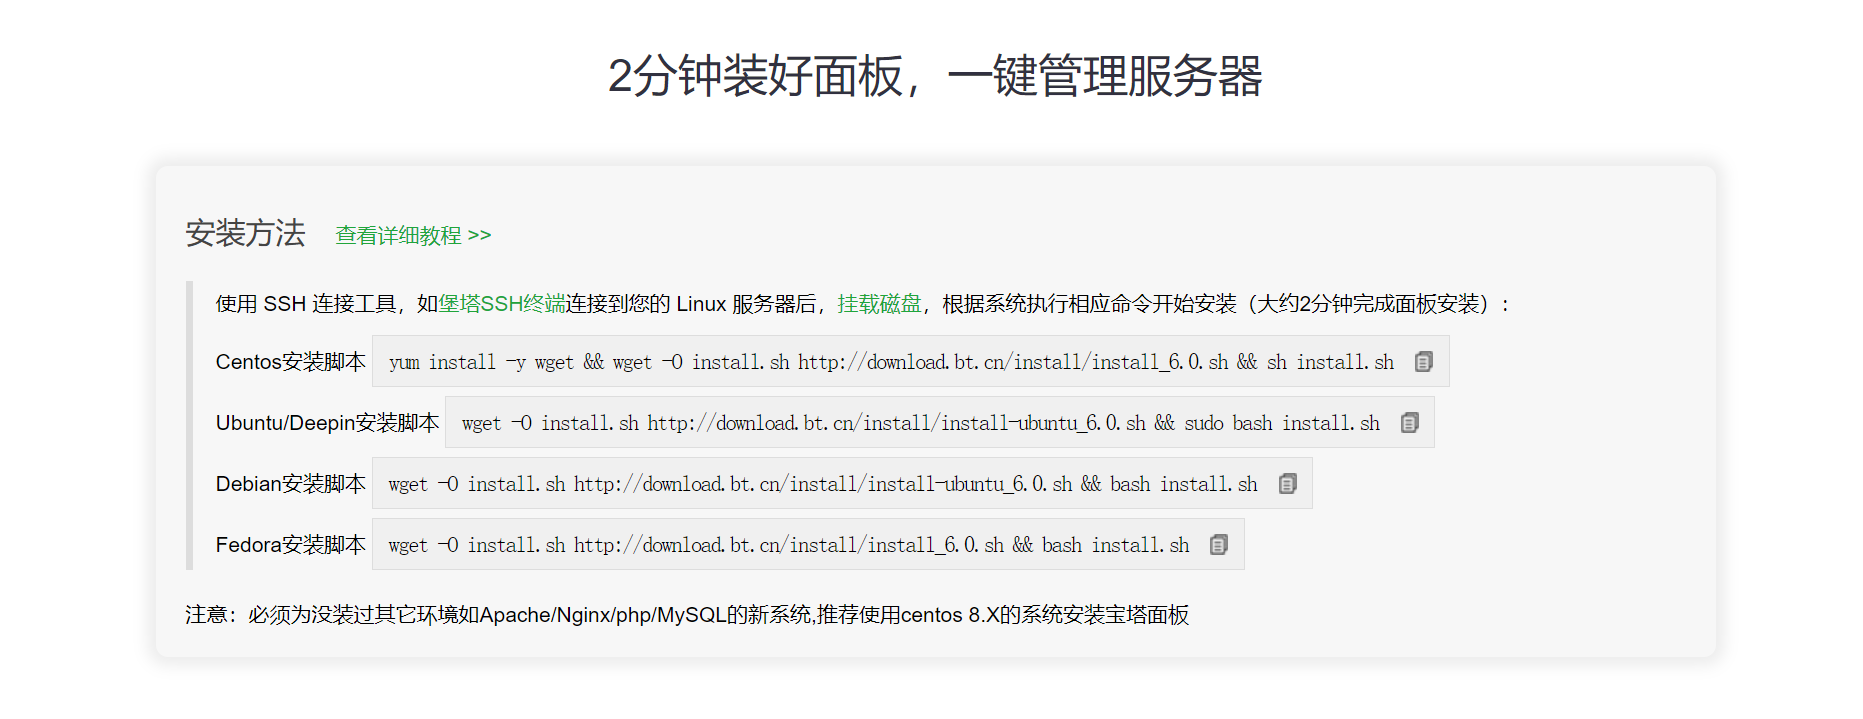 2分钟装好面板，一键管理服务器
安装方法 查看详细教程 >>
使用 SSH 连接工具，如堡塔SSH终端连接到您的 Linux 服务器后，挂载磁盘，根据系统执行相应命令开始安装（大约2分钟完成面板安装）：
Centos安装脚本 yum install -y wget && wget -O install.sh http://download.bt.cn/install/install_6.0.sh && sh install.sh
Ubuntu/Deepin安装脚本 wget -O install.sh http://download.bt.cn/install/install-ubuntu_6.0.sh && sudo bash install.sh
Debian安装脚本 wget -O install.sh http://download.bt.cn/install/install-ubuntu_6.0.sh && bash install.sh
Fedora安装脚本 wget -O install.sh http://download.bt.cn/install/install_6.0.sh && bash install.sh
注意：必须为没装过其它环境如Apache/Nginx/php/MySQL的新系统,推荐使用centos 8.X的系统安装宝塔面板